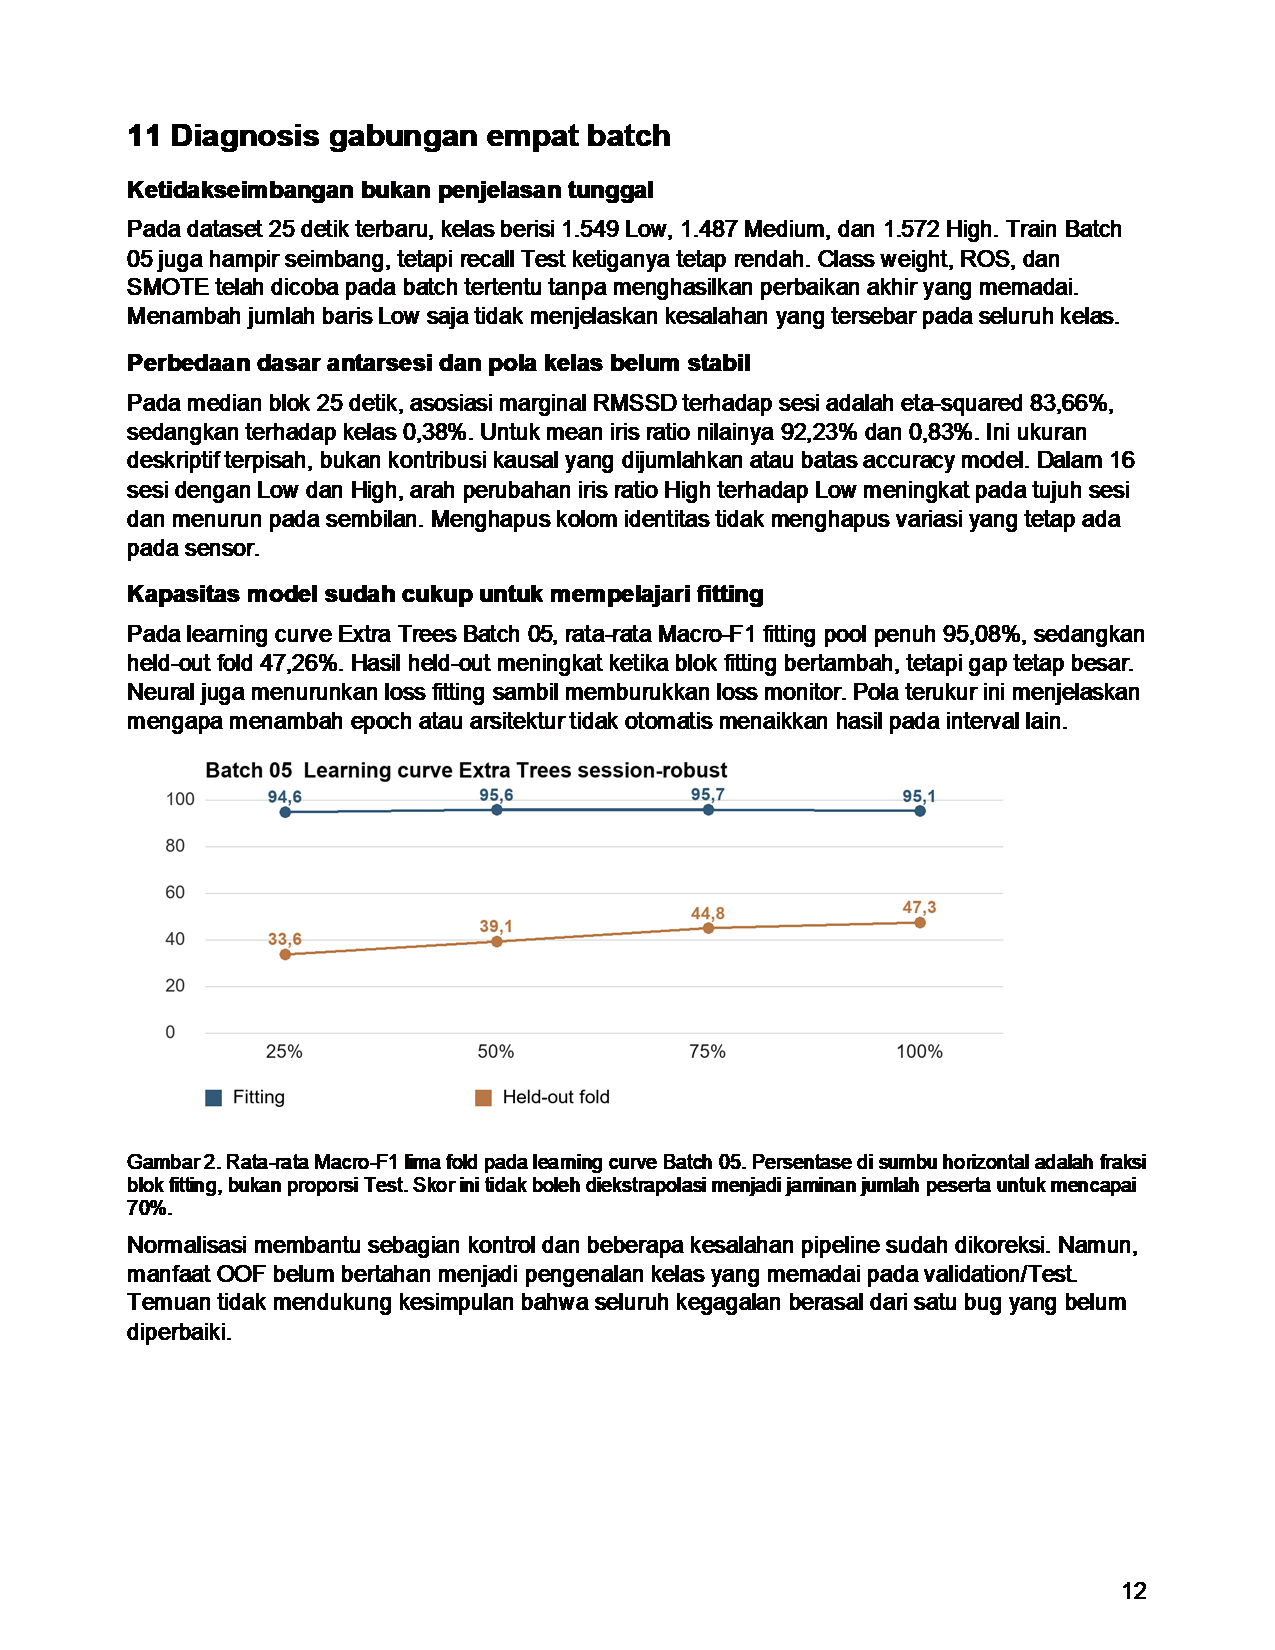 11 Diagnosis gabungan empat batch
Ketidakseimbangan bukan penjelasan tunggal
Pada dataset 25 detik terbaru, kelas berisi 1.549 Low, 1.487 Medium, dan 1.572 High. Train Batch
05 juga hampir seimbang, tetapi recall Test ketiganya tetap rendah. Class weight, ROS, dan
SMOTE telah dicoba pada batch tertentu tanpa menghasilkan perbaikan akhir yang memadai.
Menambah jumlah baris Low saja tidak menjelaskan kesalahan yang tersebar pada seluruh kelas.
Perbedaan dasar antarsesi dan pola kelas belum stabil
Pada median blok 25 detik, asosiasi marginal RMSSD terhadap sesi adalah eta-squared 83,66%,
sedangkan terhadap kelas 0,38%. Untuk mean iris ratio nilainya 92,23% dan 0,83%. Ini ukuran
deskriptif terpisah, bukan kontribusi kausal yang dijumlahkan atau batas accuracy model. Dalam 16
sesi dengan Low dan High, arah perubahan iris ratio High terhadap Low meningkat pada tujuh sesi
dan menurun pada sembilan. Menghapus kolom identitas tidak menghapus variasi yang tetap ada
pada sensor.
Kapasitas model sudah cukup untuk mempelajari fitting
Pada learning curve Extra Trees Batch 05, rata-rata Macro-F1 fitting pool penuh 95,08%, sedangkan
held-out fold 47,26%. Hasil held-out meningkat ketika blok fitting bertambah, tetapi gap tetap besar.
Neural juga menurunkan loss fitting sambil memburukkan loss monitor. Pola terukur ini menjelaskan
mengapa menambah epoch atau arsitektur tidak otomatis menaikkan hasil pada interval lain.
Batch 05 Learning curve Extra Trees session-robust
100
94,6 95,6 95,7 95,1
80
60
47,3
44,8
39,1
40
33,6
20
0
25% 50% 75% 100%
Fitting Held-out fold
Gambar 2. Rata-rata Macro-F1 lima fold pada learning curve Batch 05. Persentase di sumbu horizontal adalah fraksi
blok fitting, bukan proporsi Test. Skor ini tidak boleh diekstrapolasi menjadi jaminan jumlah peserta untuk mencapai
70%.
Normalisasi membantu sebagian kontrol dan beberapa kesalahan pipeline sudah dikoreksi. Namun,
manfaat OOF belum bertahan menjadi pengenalan kelas yang memadai pada validation/Test.
Temuan tidak mendukung kesimpulan bahwa seluruh kegagalan berasal dari satu bug yang belum
diperbaiki.
12